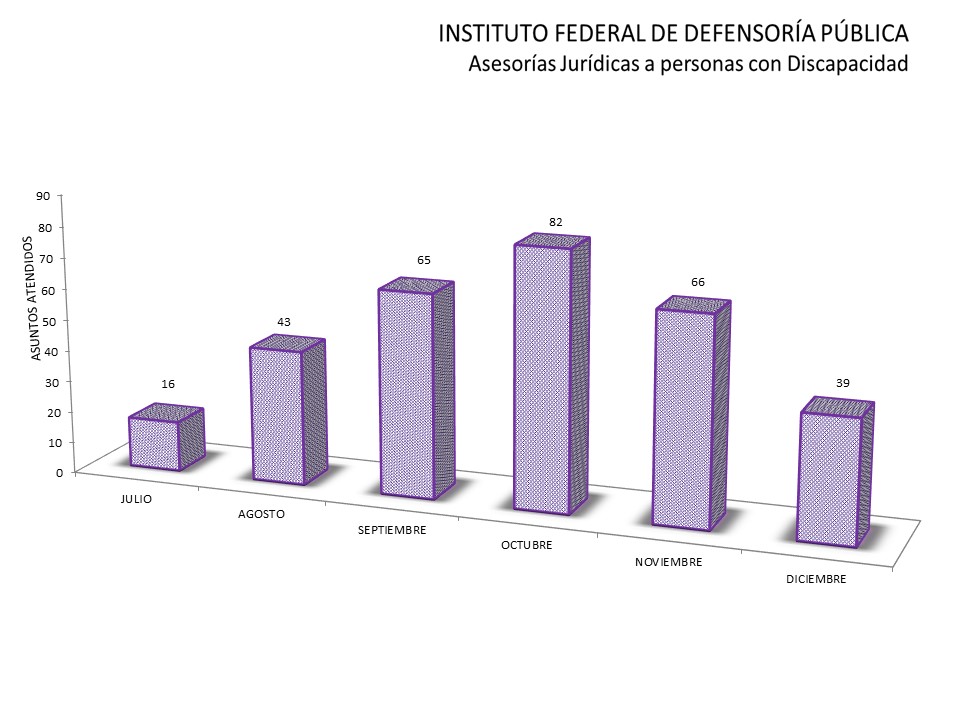 INSTITUTO FEDERAL DE DEFENSORÍA PÚBLICA
Asesorías Jurídicas a personas con Discapacidad
ASUNTOS ATENDIDOS
90
80
70
60
50
40
30
20
10
0
16
43
65
82
66
39
JULIO
AGOSTO
SEPTIEMBRE
OCTUBRE
NOVIEMBRE
DICIEMBRE